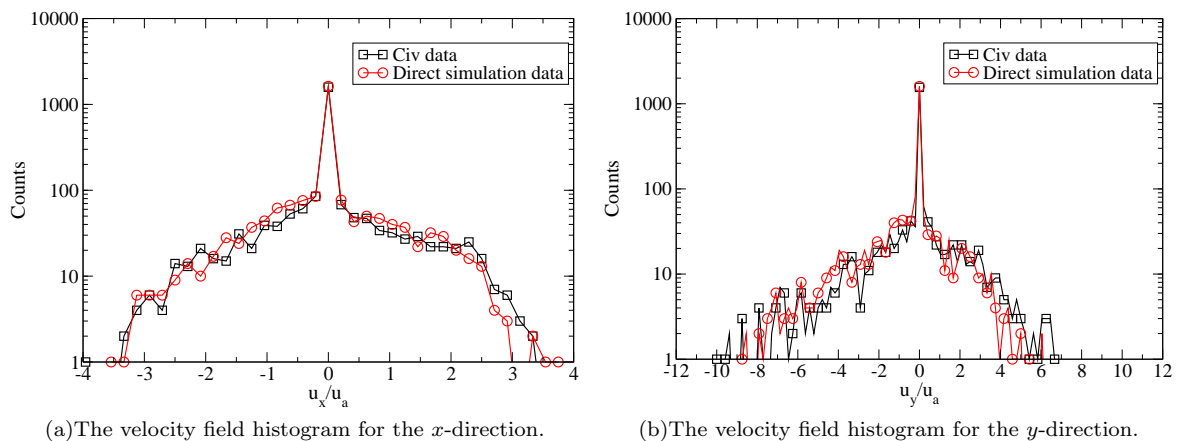 10000
1000
100
10
1
Counts
Civ data
Direct simulation data
-4 -3 -2 -1 0 1 2 3 4
u_x/u_a
(a)The velocity field histogram for the x-direction.
10000
1000
100
10
1
Counts
Civ data
Direct simulation data
-12 -10 -8 -6 -4 -2 0 2 4 6 8 10 12
u_y/u_a
(b)The velocity field histogram for the y-direction.